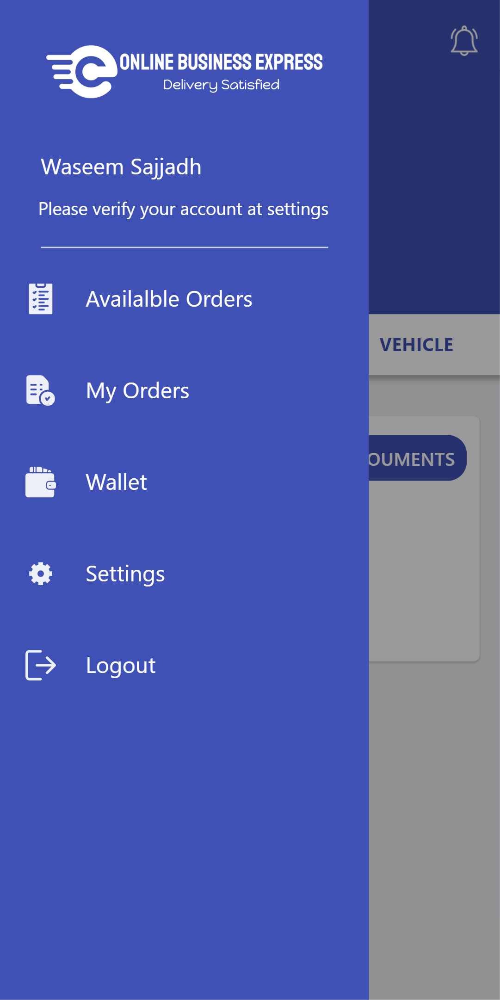 ONLINE BUSINESS EXPRESS
Delivery Satisfied
Waseem Sajjadh
Please verify your account at settings
Availalble Orders
VEHICLE
My Orders
OUMENTS
Wallet
Settings
Logout